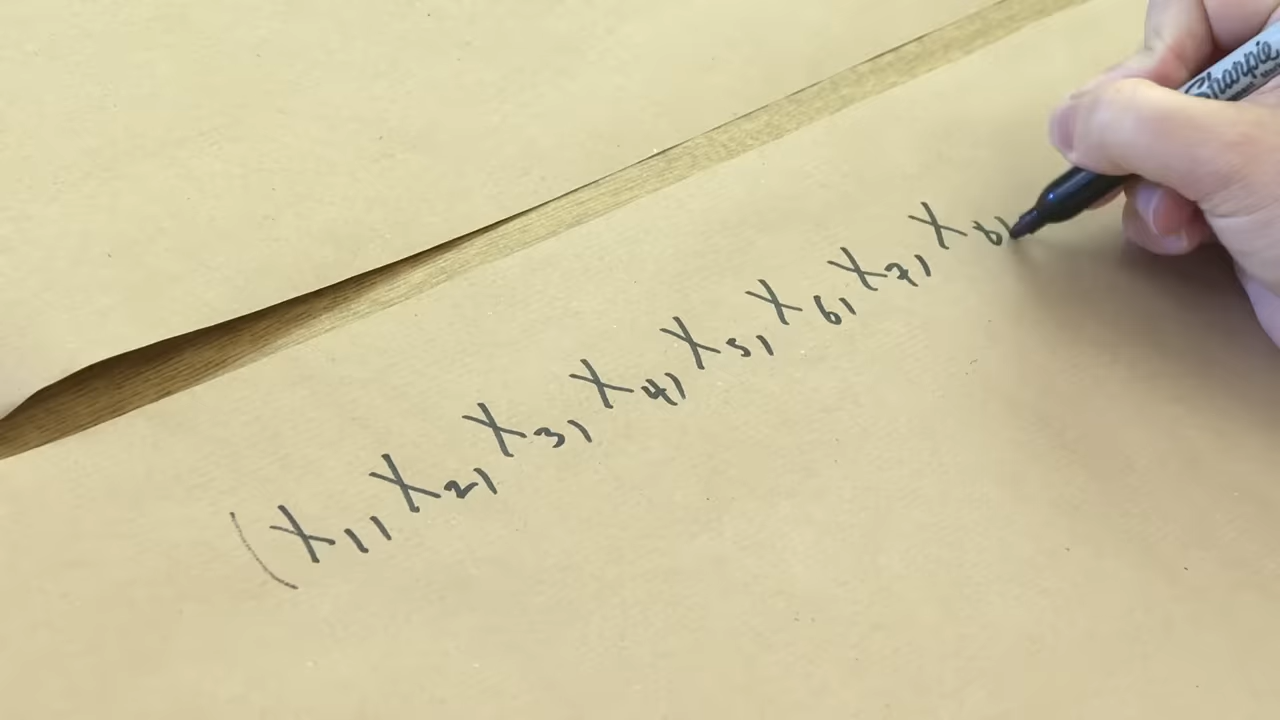 (x₁, x₂, x₃, x₄, x₅, x₆, x₇, x₈,
Sharpie